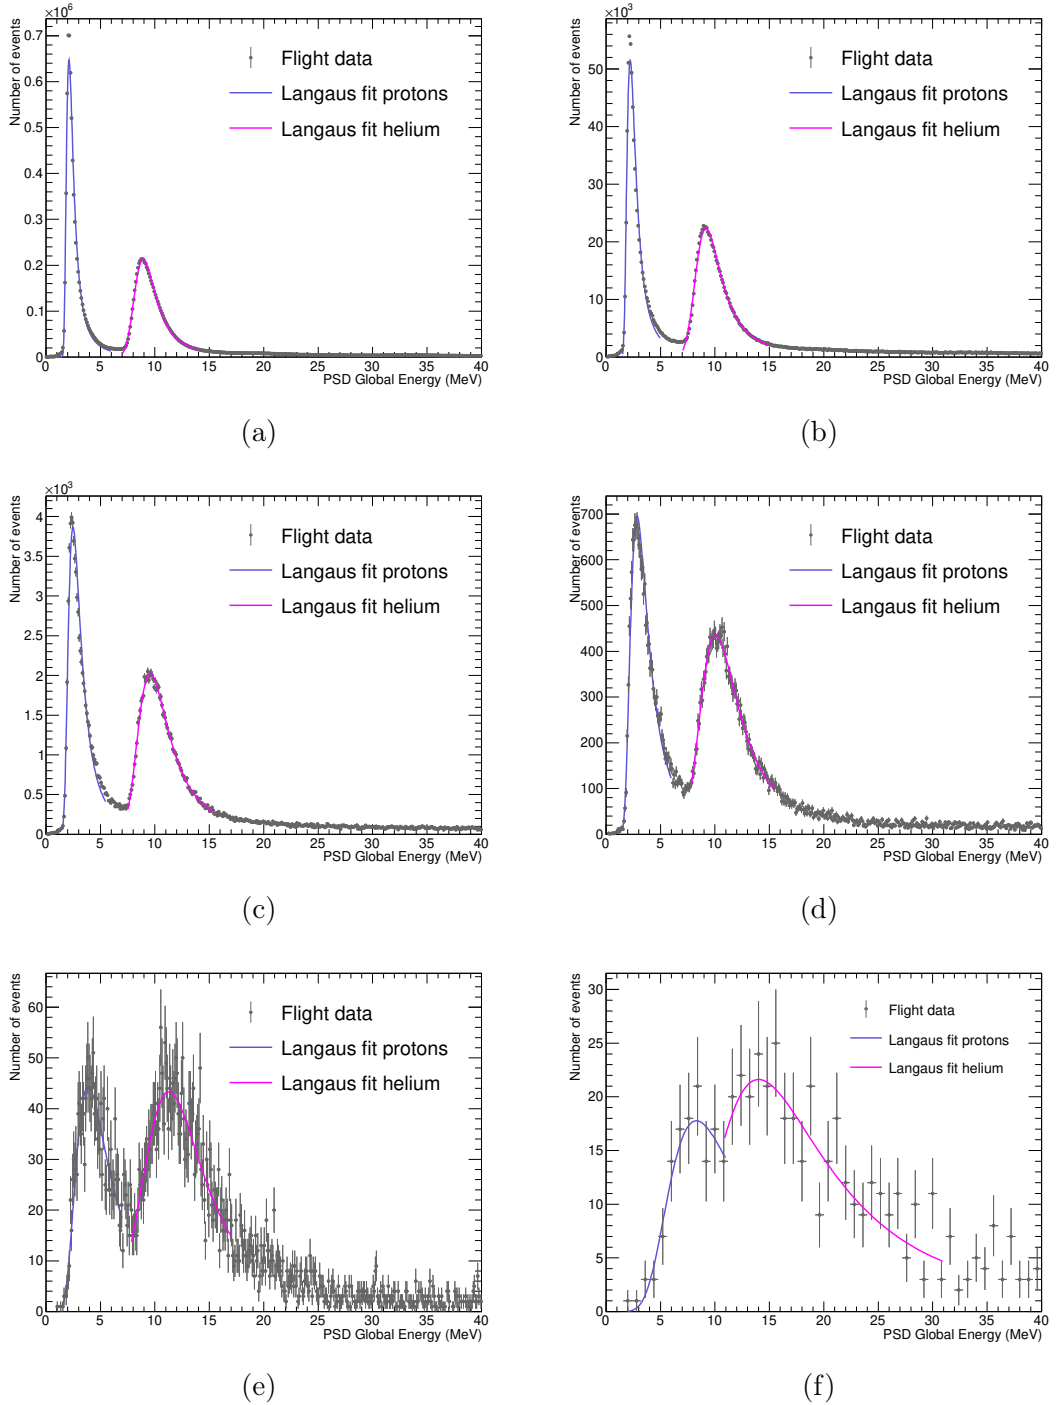 ×10⁶
Number of events
0.7
0.6
0.5
0.4
0.3
0.2
0.1
0
Flight data
Langaus fit protons
Langaus fit helium
0 5 10 15 20 25 30 35 40
PSD Global Energy (MeV)
(a)
×10³
Number of events
50
40
30
20
10
0
Flight data
Langaus fit protons
Langaus fit helium
0 5 10 15 20 25 30 35 40
PSD Global Energy (MeV)
(b)
×10³
Number of events
4
3.5
3
2.5
2
1.5
1
0.5
0
Flight data
Langaus fit protons
Langaus fit helium
0 5 10 15 20 25 30 35 40
PSD Global Energy (MeV)
(c)
Number of events
700
600
500
400
300
200
100
0
Flight data
Langaus fit protons
Langaus fit helium
0 5 10 15 20 25 30 35 40
PSD Global Energy (MeV)
(d)
Number of events
60
50
40
30
20
10
0
Flight data
Langaus fit protons
Langaus fit helium
0 5 10 15 20 25 30 35 40
PSD Global Energy (MeV)
(e)
Number of events
30
25
20
15
10
5
0
Flight data
Langaus fit protons
Langaus fit helium
0 5 10 15 20 25 30 35 40
PSD Global Energy (MeV)
(f)